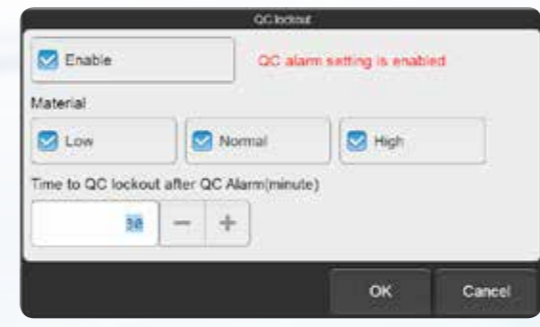 QC lockout
Enable
QC alarm setting is enabled
Material
Low
Normal
High
Time to QC lockout after QC Alarm(minute)
30
OK
Cancel